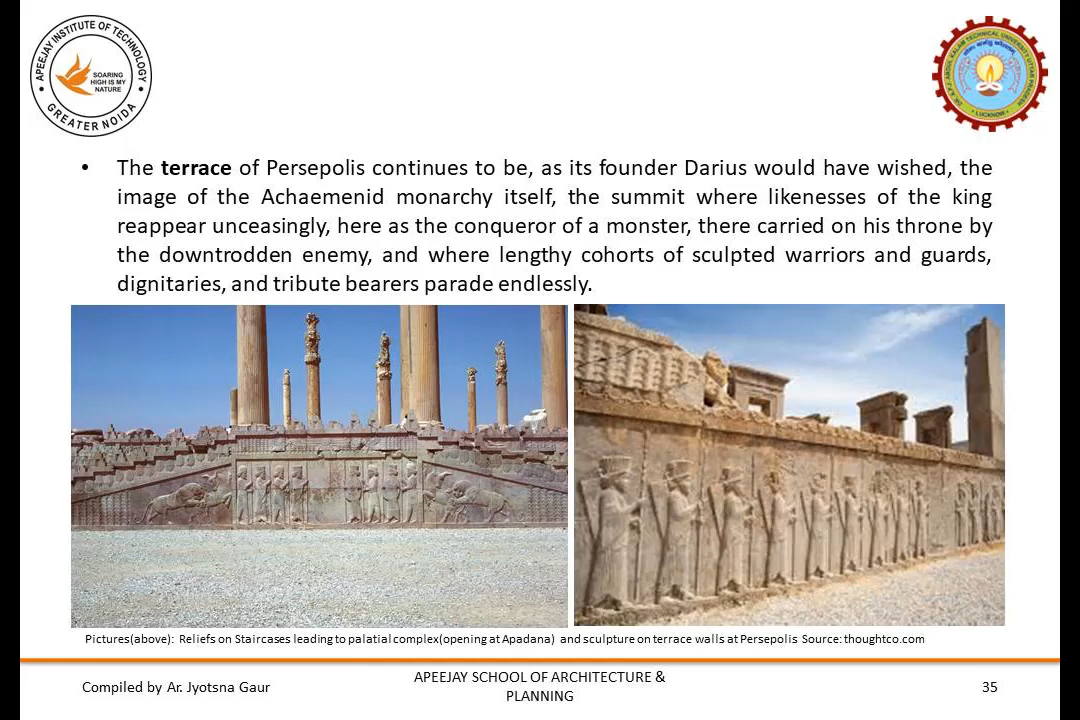 APEEJAY INSTITUTE OF TECHNOLOGY
SOARING
HIGH IS MY
NATURE
GREATER NOIDA
• The terrace of Persepolis continues to be, as its founder Darius would have wished, the
image of the Achaemenid monarchy itself, the summit where likenesses of the king
reappear unceasingly, here as the conqueror of a monster, there carried on his throne by
the downtrodden enemy, and where lengthy cohorts of sculpted warriors and guards,
dignitaries, and tribute bearers parade endlessly.
Pictures(above): Reliefs on Staircases leading to palatial complex(opening at Apadana) and sculpture on terrace walls at Persepolis Source: thoughtco.com
Compiled by Ar. Jyotsna Gaur
APEEJAY SCHOOL OF ARCHITECTURE &
PLANNING
35